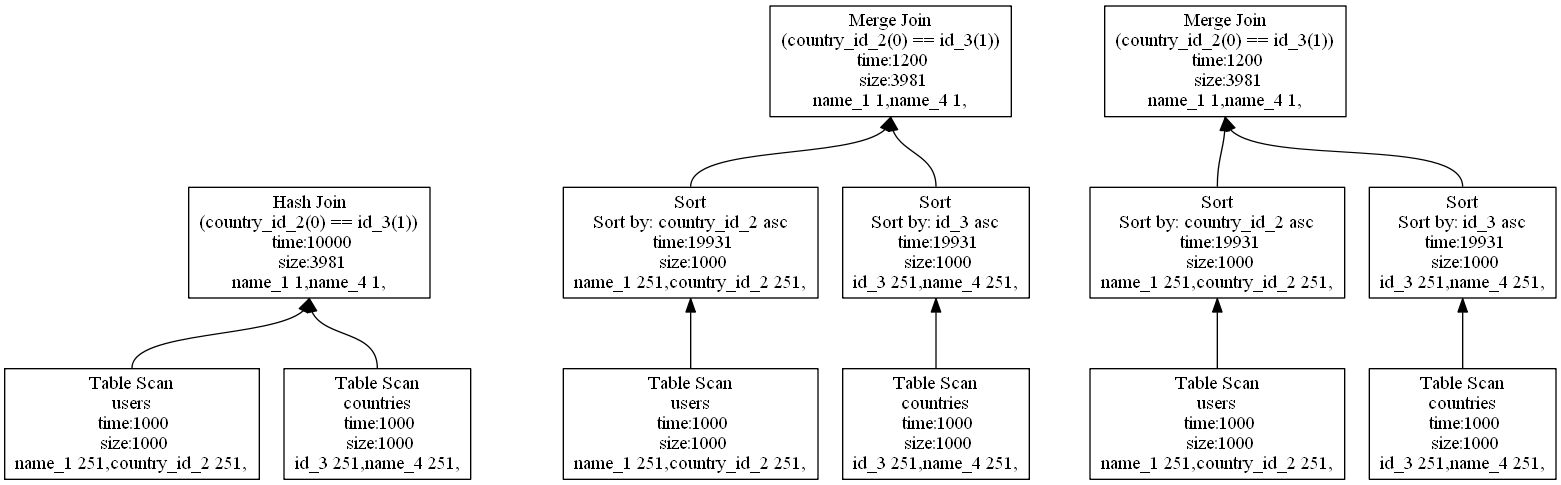 Merge Join
(country_id_2(0) == id_3(1))
time:1200
size:3981
name_1 1,name_4 1,
Merge Join
(country_id_2(0) == id_3(1))
time:1200
size:3981
name_1 1,name_4 1,
Hash Join
(country_id_2(0) == id_3(1))
time:10000
size:3981
name_1 1,name_4 1,
Sort
Sort by: country_id_2 asc
time:19931
size:1000
name_1 251,country_id_2 251,
Sort
Sort by: id_3 asc
time:19931
size:1000
id_3 251,name_4 251,
Sort
Sort by: country_id_2 asc
time:19931
size:1000
name_1 251,country_id_2 251,
Sort
Sort by: id_3 asc
time:19931
size:1000
id_3 251,name_4 251,
Table Scan
users
time:1000
size:1000
name_1 251,country_id_2 251,
Table Scan
countries
time:1000
size:1000
id_3 251,name_4 251,
Table Scan
users
time:1000
size:1000
name_1 251,country_id_2 251,
Table Scan
countries
time:1000
size:1000
id_3 251,name_4 251,
Table Scan
users
time:1000
size:1000
name_1 251,country_id_2 251,
Table Scan
countries
time:1000
size:1000
id_3 251,name_4 251,